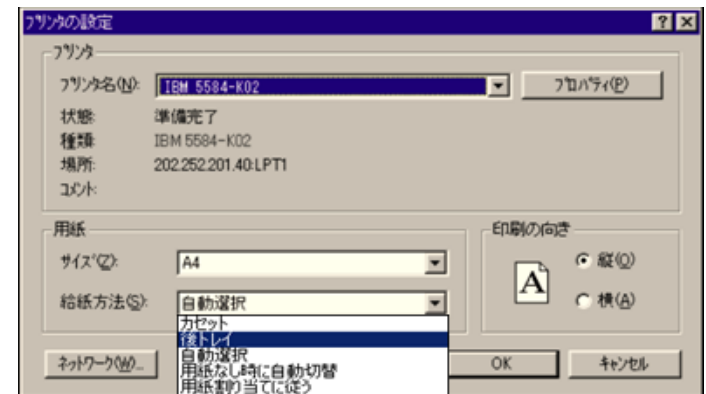 プリンタの設定
プリンタ
プリンタ名(N):
IBM 5584-K02
プロパティ(P)
状態:
準備完了
種類:
IBM 5584-K02
場所:
202.252.201.40:LPT1
コメント:
用紙
サイズ(Z):
A4
給紙方法(S):
自動選択
カセット
後トレイ
自動選択
用紙なし時に自動切替
用紙割り当てに従う
印刷の向き
A
縦(O)
横(A)
ネットワーク(W)...
OK
キャンセル